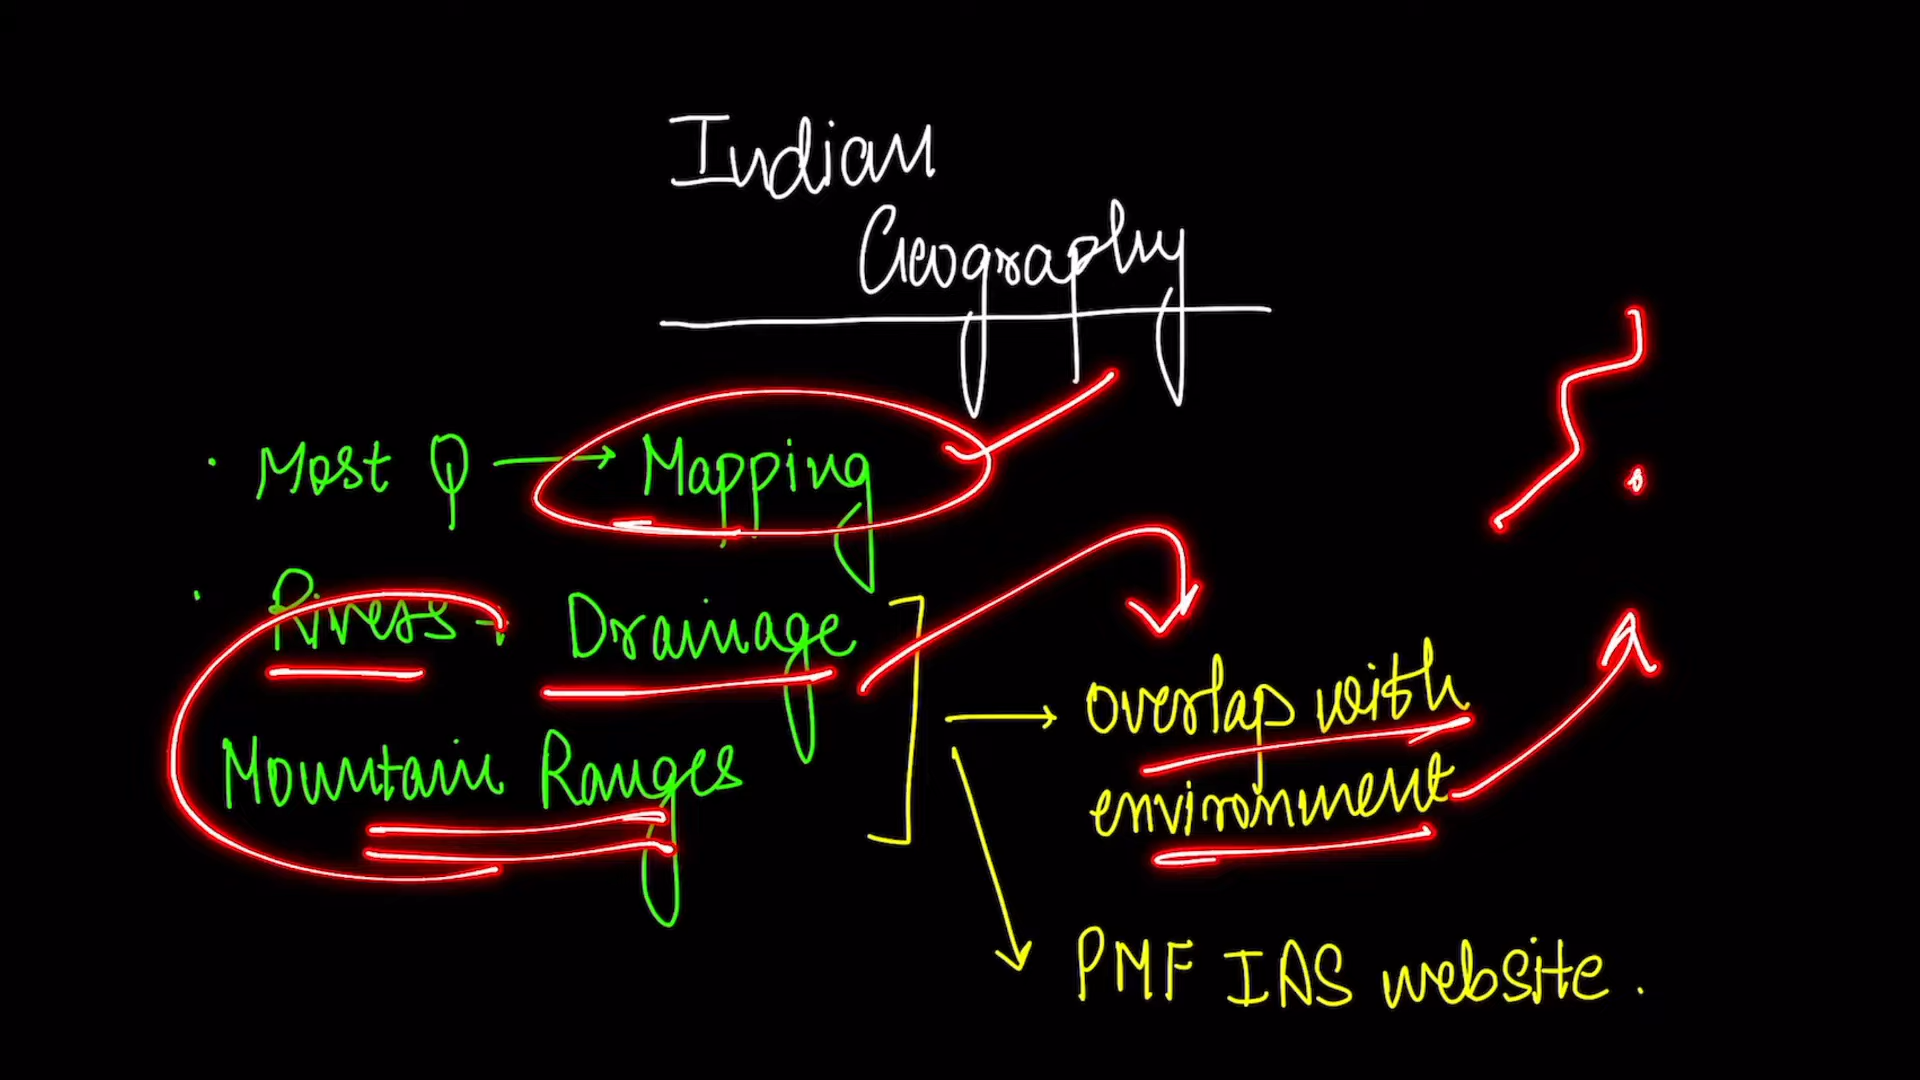 Indian
Geography
· Most Q → Mapping
· Rivers - Drainage
Mountain Ranges
→ overlap with
environment
PMF IAS website.